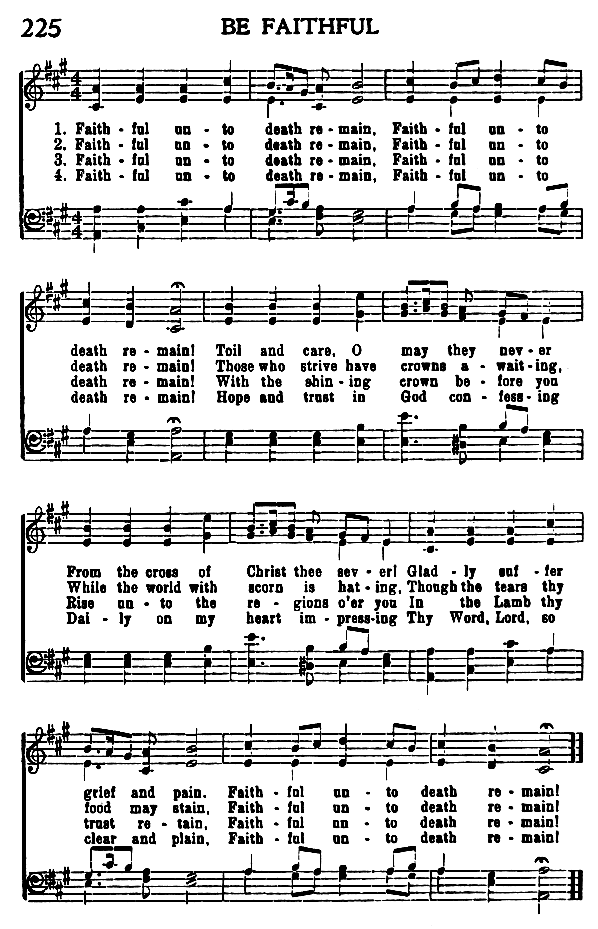 225 BE FAITHFUL
1. Faith - ful un - to death re - main, Faith - ful un - to
2. Faith - ful un - to death re - main, Faith - ful un - to
3. Faith - ful un - to death re - main, Faith - ful un - to
4. Faith - ful un - to death re - main, Faith - ful un - to
death re - main! Toil and care, O may they nev - er
death re - main! Those who strive have crowns a - wait - ing,
death re - main! With the shin - ing crown be - fore you
death re - main! Hope and trust in God con - fess - ing
From the cross of Christ thee sev - er! Glad - ly suf - fer
While the world with scorn is hat - ing, Though the tears thy
Rise un - to the re - gions o'er you In the Lamb thy
Dai - ly on my heart im - press - ing Thy Word, Lord, so
grief and pain. Faith - ful un - to death re - main!
food may stain, Faith - ful un - to death re - main!
trust re - tain, Faith - ful un - to death re - main!
clear and plain, Faith - ful un - to death re - main!